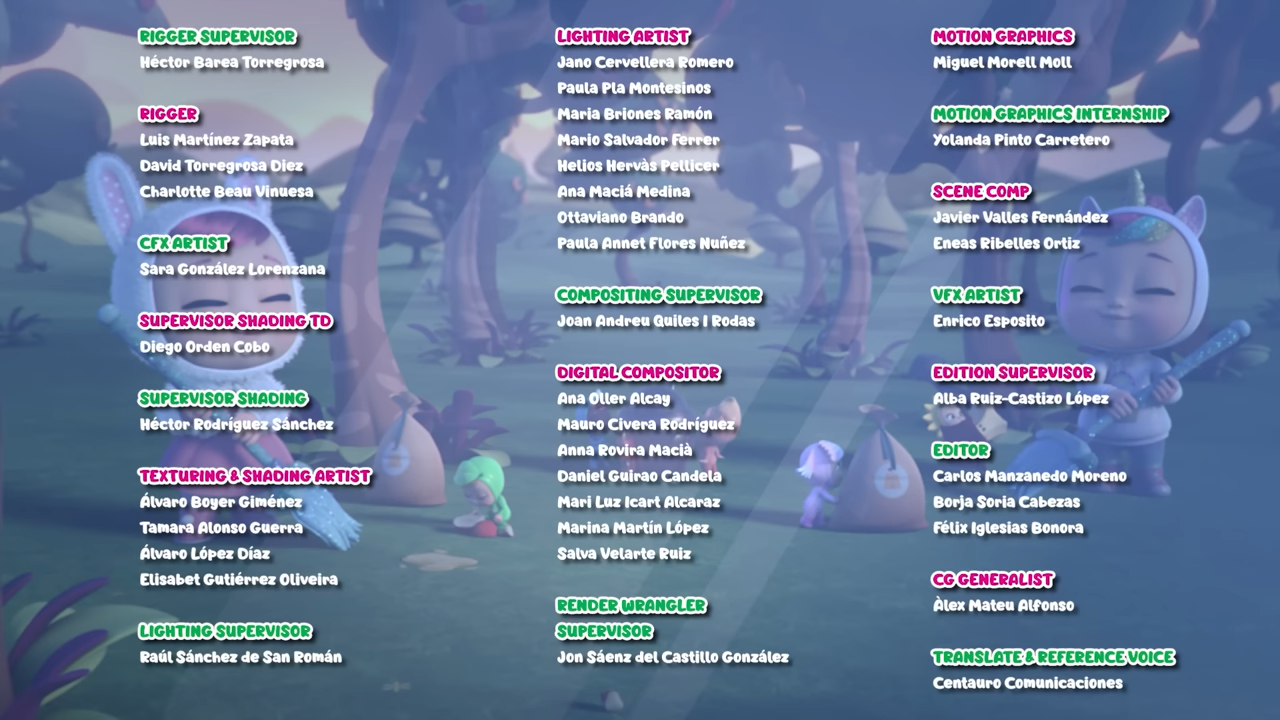 RIGGER SUPERVISOR
Héctor Barea Torregrosa
RIGGER
Luis Martínez Zapata
David Torregrosa Diez
Charlotte Beau Vinuesa
CFX ARTIST
Sara González Lorenzana
SUPERVISOR SHADING TD
Diego Orden Cobo
SUPERVISOR SHADING
Héctor Rodríguez Sánchez
TEXTURING & SHADING ARTIST
Álvaro Boyer Giménez
Tamara Alonso Guerra
Álvaro López Díaz
Elisabet Gutiérrez Oliveira
LIGHTING SUPERVISOR
Raúl Sánchez de San Román
LIGHTING ARTIST
Jano Cervellera Romero
Paula Pla Montesinos
Maria Briones Ramón
Mario Salvador Ferrer
Helios Hervàs Pellicer
Ana Maciá Medina
Ottaviano Brando
Paula Annet Flores Nuñez
COMPOSITING SUPERVISOR
Joan Andreu Quiles I Rodas
DIGITAL COMPOSITOR
Ana Oller Alcay
Mauro Civera Rodríguez
Anna Rovira Macià
Daniel Guirao Candela
Mari Luz Icart Alcaraz
Marina Martín López
Salva Velarte Ruiz
RENDER WRANGLER
SUPERVISOR
Jon Sáenz del Castillo González
MOTION GRAPHICS
Miguel Morell Moll
MOTION GRAPHICS INTERNSHIP
Yolanda Pinto Carretero
SCENE COMP
Javier Valles Fernández
Eneas Ribelles Ortiz
VFX ARTIST
Enrico Esposito
EDITION SUPERVISOR
Alba Ruiz-Castizo López
EDITOR
Carlos Manzanedo Moreno
Borja Soria Cabezas
Félix Iglesias Bonora
CG GENERALIST
Àlex Mateu Alfonso
TRANSLATE & REFERENCE VOICE
Centauro Comunicaciones